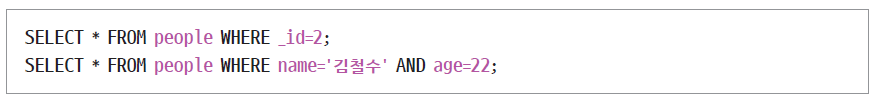 SELECT * FROM people WHERE _id=2;
SELECT * FROM people WHERE name='김철수' AND age=22;